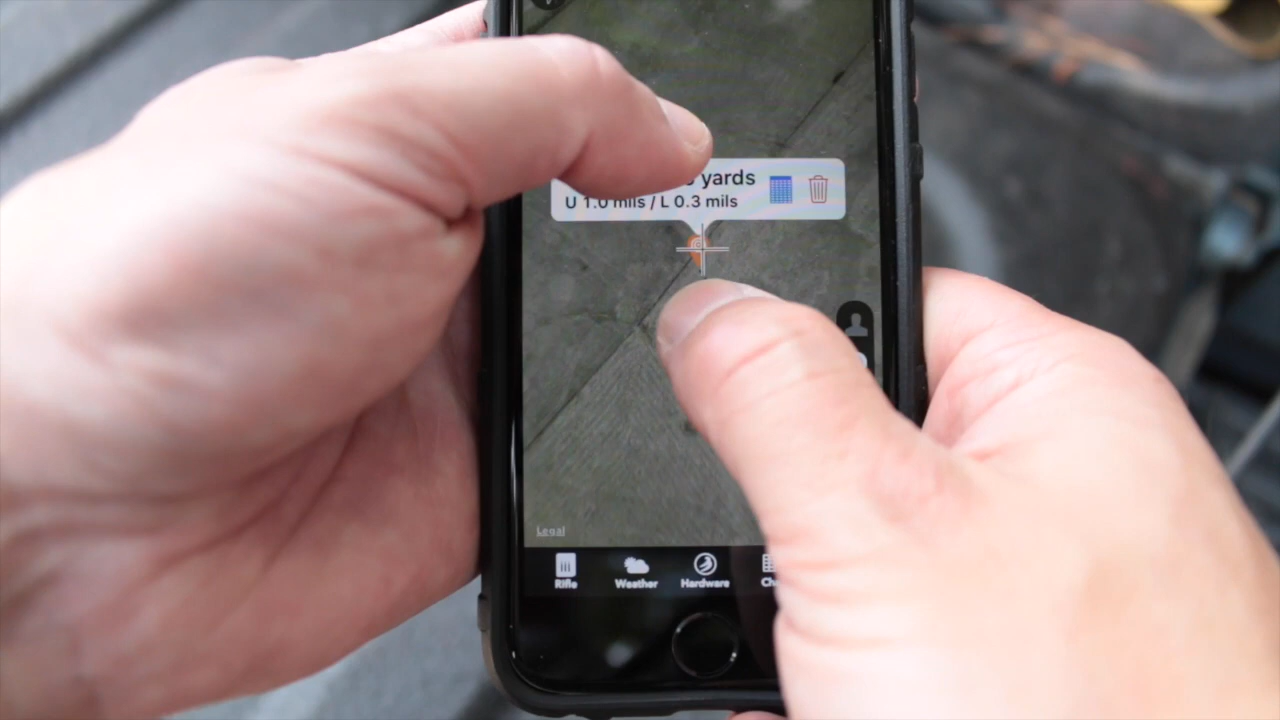 yards
U 1.0 mils / L 0.3 mils
Legal
Rifle
Weather
Hardware